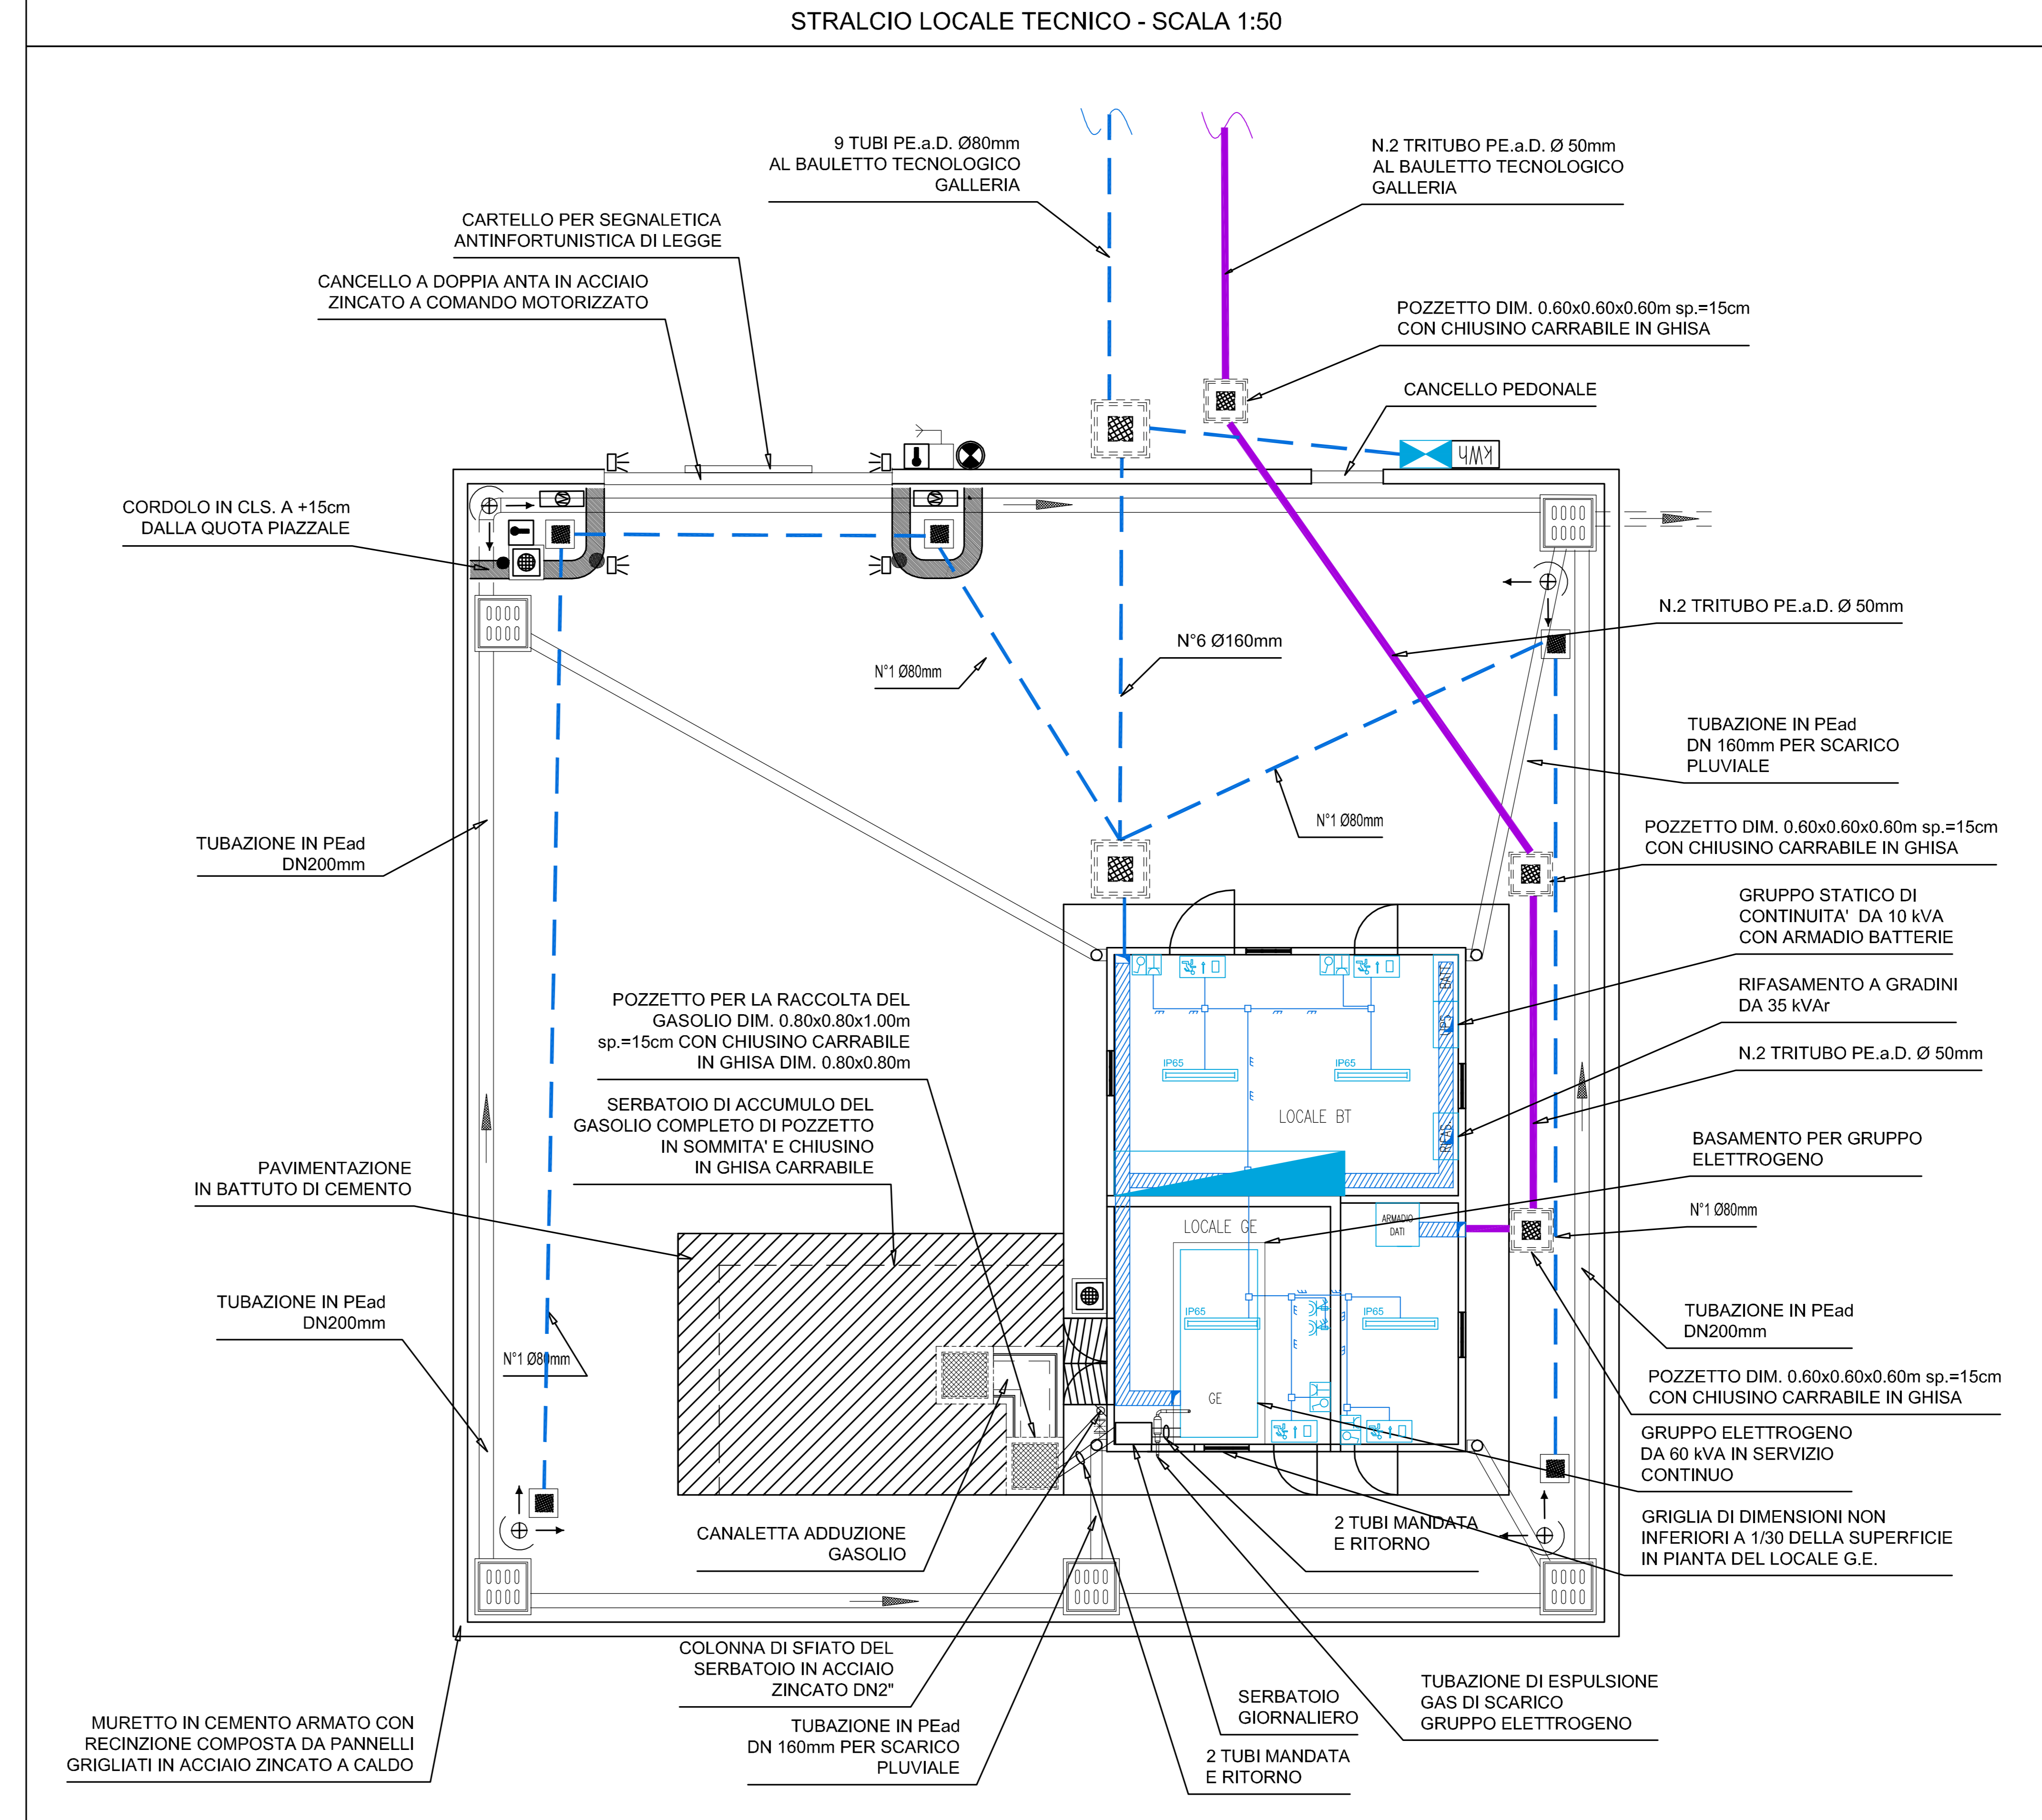 STRALCIO LOCALE TECNICO - SCALA 1:50
9 TUBI PE.a.D. Ø80mm
AL BAULETTO TECNOLOGICO
GALLERIA
N.2 TRITUBO PE.a.D. Ø 50mm
AL BAULETTO TECNOLOGICO
GALLERIA
CARTELLO PER SEGNALETICA
ANTINFORTUNISTICA DI LEGGE
CANCELLO A DOPPIA ANTA IN ACCIAIO
ZINCATO A COMANDO MOTORIZZATO
POZZETTO DIM. 0.60x0.60x0.60m sp.=15cm
CON CHIUSINO CARRABILE IN GHISA
CANCELLO PEDONALE
kWh
CORDOLO IN CLS. A +15cm
DALLA QUOTA PIAZZALE
M
M
N.2 TRITUBO PE.a.D. Ø 50mm
N°6 Ø160mm
N°1 Ø80mm
TUBAZIONE IN PEad
DN 160mm PER SCARICO
PLUVIALE
N°1 Ø80mm
TUBAZIONE IN PEad
DN200mm
POZZETTO DIM. 0.60x0.60x0.60m sp.=15cm
CON CHIUSINO CARRABILE IN GHISA
GRUPPO STATICO DI
CONTINUITA' DA 10 kVA
CON ARMADIO BATTERIE
RIFASAMENTO A GRADINI
DA 35 kVAr
N.2 TRITUBO PE.a.D. Ø 50mm
POZZETTO PER LA RACCOLTA DEL
GASOLIO DIM. 0.80x0.80x1.00m
sp.=15cm CON CHIUSINO CARRABILE
IN GHISA DIM. 0.80x0.80m
BATT
UPS
IP65
IP65
LOCALE BT
RIFAS.
SERBATOIO DI ACCUMULO DEL
GASOLIO COMPLETO DI POZZETTO
IN SOMMITA' E CHIUSINO
IN GHISA CARRABILE
BASAMENTO PER GRUPPO
ELETTROGENO
PAVIMENTAZIONE
IN BATTUTO DI CEMENTO
N°1 Ø80mm
LOCALE GE
ARMADIO
DATI
TUBAZIONE IN PEad
DN200mm
IP65
IP65
TUBAZIONE IN PEad
DN200mm
N°1 Ø80mm
GE
POZZETTO DIM. 0.60x0.60x0.60m sp.=15cm
CON CHIUSINO CARRABILE IN GHISA
GRUPPO ELETTROGENO
DA 60 kVA IN SERVIZIO
CONTINUO
CANALETTA ADDUZIONE
GASOLIO
2 TUBI MANDATA
E RITORNO
GRIGLIA DI DIMENSIONI NON
INFERIORI A 1/30 DELLA SUPERFICIE
IN PIANTA DEL LOCALE G.E.
COLONNA DI SFIATO DEL
SERBATOIO IN ACCIAIO
ZINCATO DN2"
SERBATOIO
GIORNALIERO
TUBAZIONE DI ESPULSIONE
GAS DI SCARICO
GRUPPO ELETTROGENO
MURETTO IN CEMENTO ARMATO CON
RECINZIONE COMPOSTA DA PANNELLI
GRIGLIATI IN ACCIAIO ZINCATO A CALDO
TUBAZIONE IN PEad
DN 160mm PER SCARICO
PLUVIALE
2 TUBI MANDATA
E RITORNO